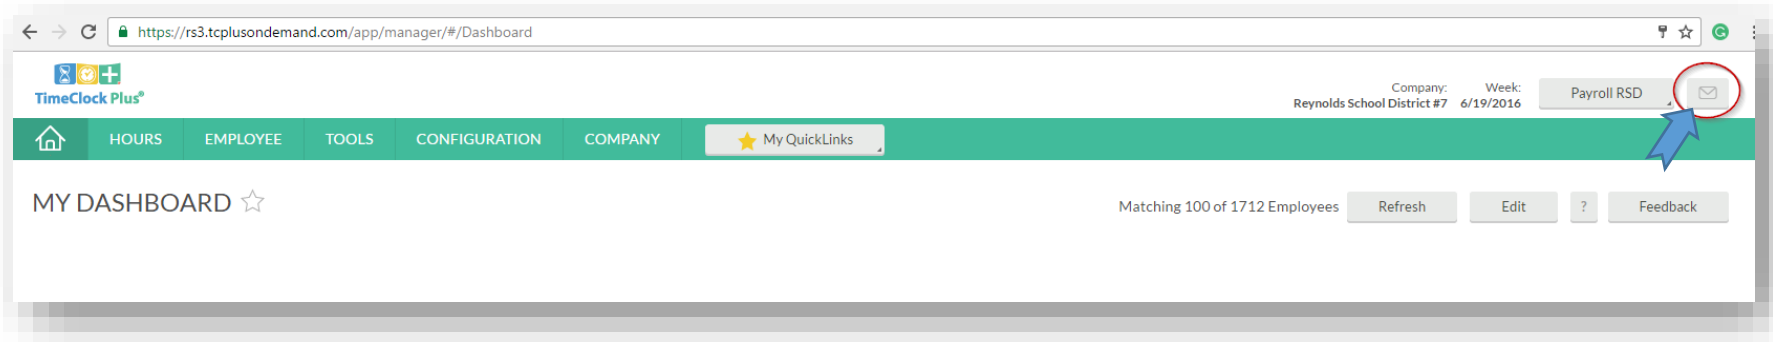 https://rs3.tcplusondemand.com/app/manager/#/Dashboard
TimeClock Plus®
Company: Week:
Reynolds School District #7 6/19/2016
Payroll RSD
HOURS EMPLOYEE TOOLS CONFIGURATION COMPANY My QuickLinks
MY DASHBOARD
Matching 100 of 1712 Employees Refresh Edit ? Feedback